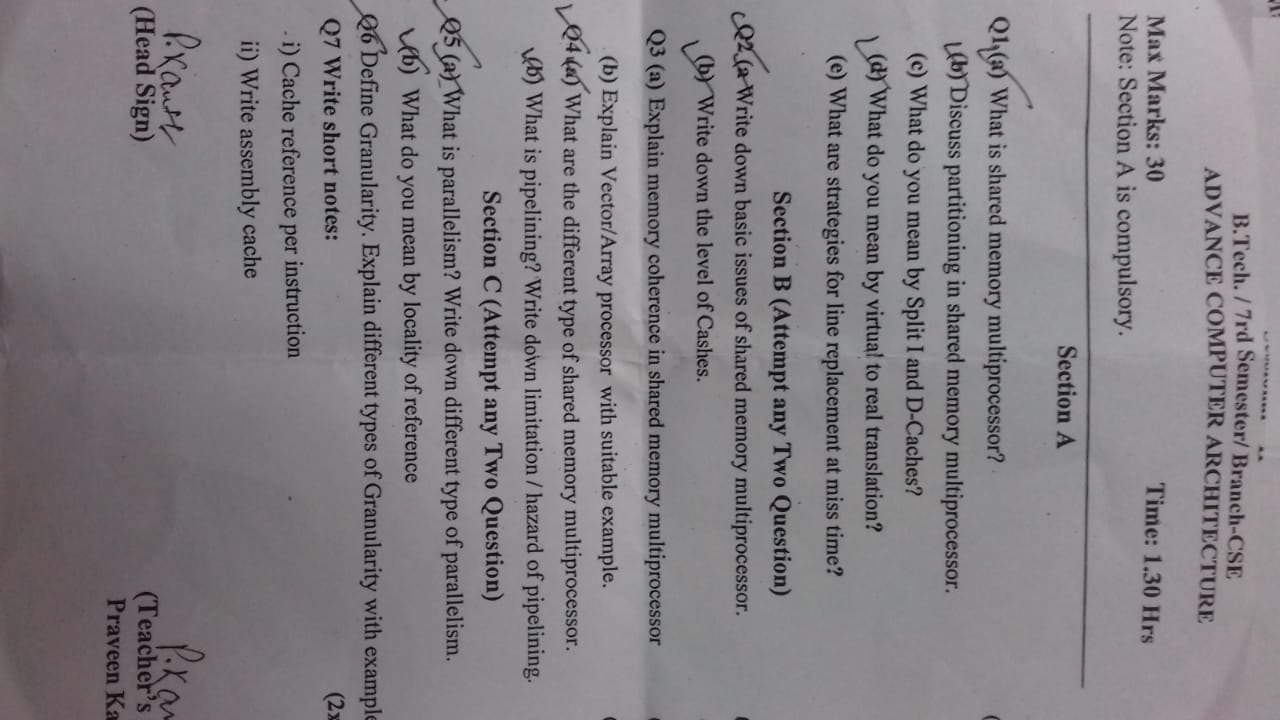 B.Tech. / 7rd Semester/ Branch-CSE
ADVANCE COMPUTER ARCHITECTURE
Max Marks: 30 Time: 1.30 Hrs
Note: Section A is compulsory.
Section A
Q1 (a) What is shared memory multiprocessor?
(b) Discuss partitioning in shared memory multiprocessor.
(c) What do you mean by Split I and D-Caches?
(d) What do you mean by virtual to real translation?
(e) What are strategies for line replacement at miss time?
Section B (Attempt any Two Question)
Q2 (a Write down basic issues of shared memory multiprocessor.
(b) Write down the level of Cashes.
Q3 (a) Explain memory coherence in shared memory multiprocessor
(b) Explain Vector/Array processor with suitable example.
Q4 (a) What are the different type of shared memory multiprocessor.
(b) What is pipelining? Write down limitation / hazard of pipelining.
Section C (Attempt any Two Question)
Q5 (a) What is parallelism? Write down different type of parallelism.
(b) What do you mean by locality of reference
Q6 Define Granularity. Explain different types of Granularity with example
Q7 Write short notes: (2x
i) Cache reference per instruction
ii) Write assembly cache
P.Kant P.Kan
(Head Sign) (Teacher's
Praveen Ka